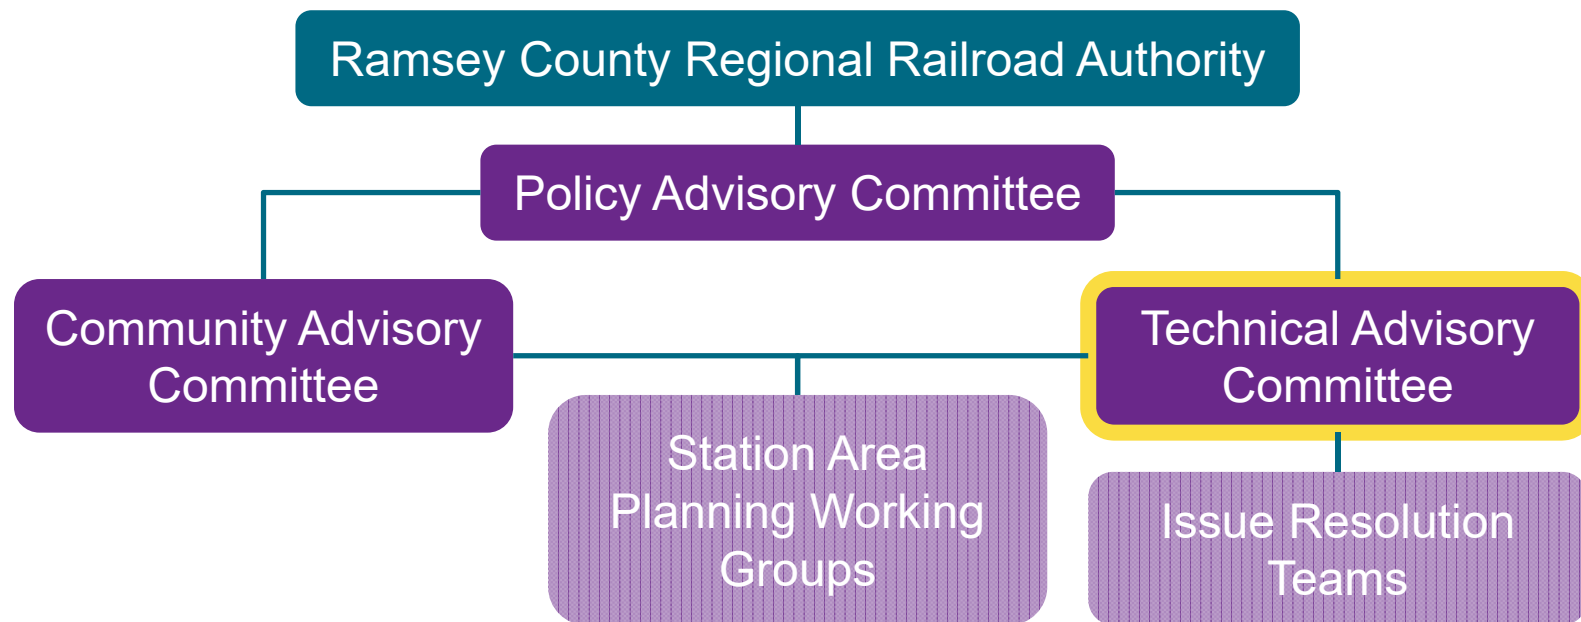 Ramsey County Regional Railroad Authority
Policy Advisory Committee
Community Advisory
Committee
Technical Advisory
Committee
Station Area
Planning Working
Groups
Issue Resolution
Teams